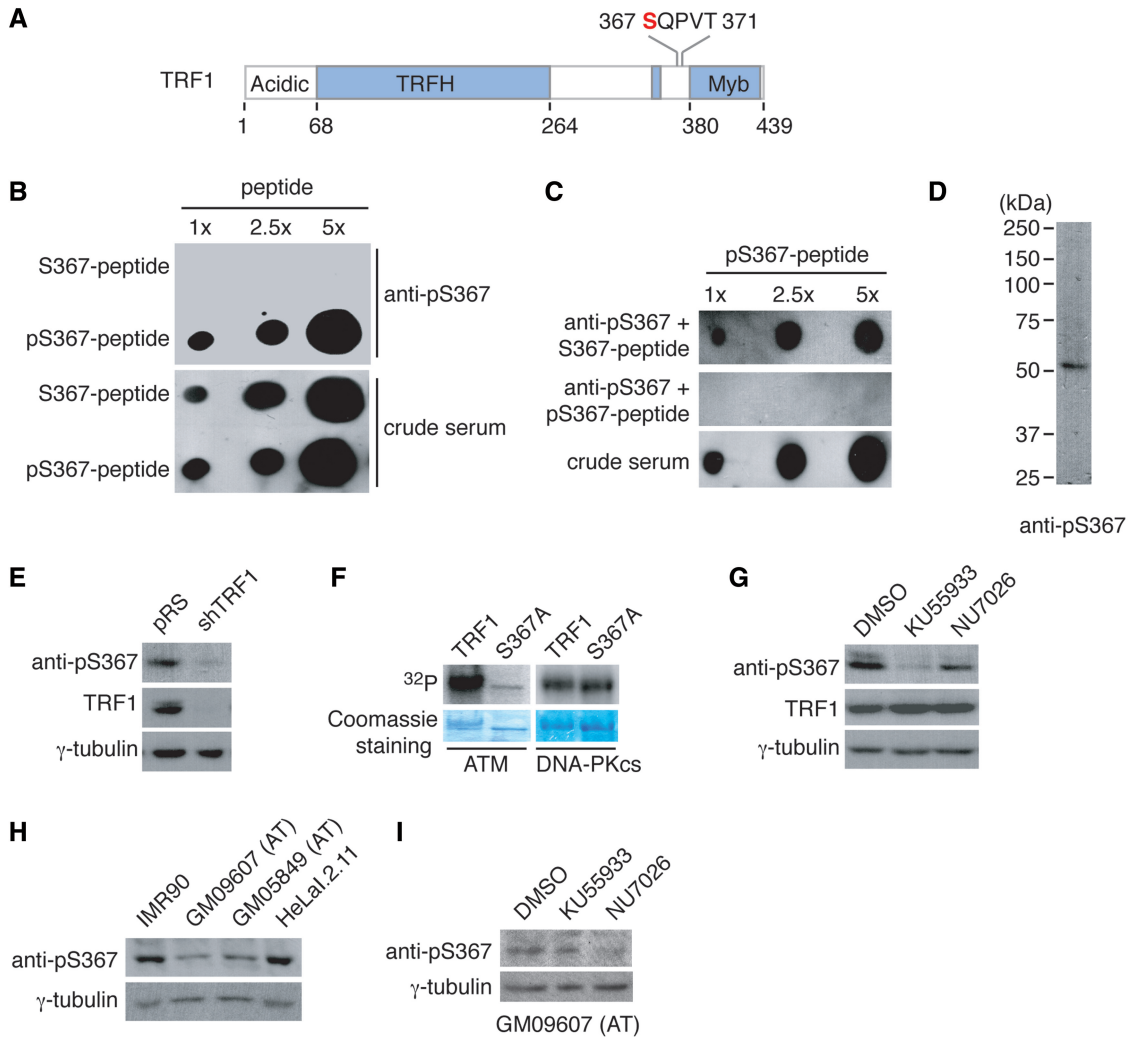 A
367 SQPVT 371
TRF1
Acidic
TRFH
Myb
1
68
264
380
439
B
peptide
1x
2.5x
5x
S367-peptide
pS367-peptide
anti-pS367
S367-peptide
pS367-peptide
crude serum
C
pS367-peptide
1x
2.5x
5x
anti-pS367 +
S367-peptide
anti-pS367 +
pS367-peptide
crude serum
D
(kDa)
250
150
100
75
50
37
25
anti-pS367
E
pRS
shTRF1
anti-pS367
TRF1
γ-tubulin
F
TRF1
S367A
TRF1
S367A
32P
Coomassie
staining
ATM
DNA-PKcs
G
DMSO
KU55933
NU7026
anti-pS367
TRF1
γ-tubulin
H
IMR90
GM09607 (AT)
GM05849 (AT)
HeLaI.2.11
anti-pS367
γ-tubulin
I
DMSO
KU55933
NU7026
anti-pS367
γ-tubulin
GM09607 (AT)